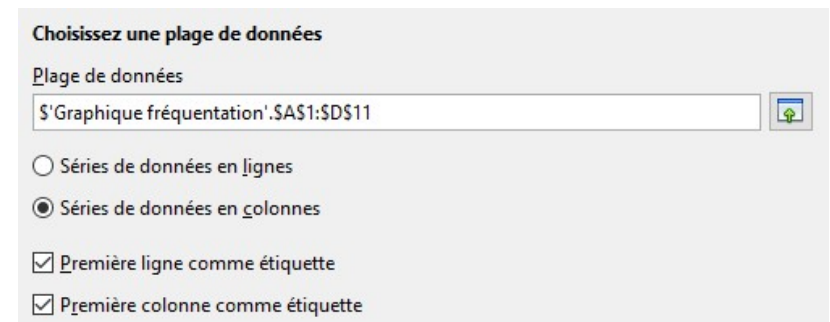 Choisissez une plage de données
Plage de données
$'Graphique fréquentation'.$A$1:$D$11
Séries de données en lignes
Séries de données en colonnes
Première ligne comme étiquette
Première colonne comme étiquette